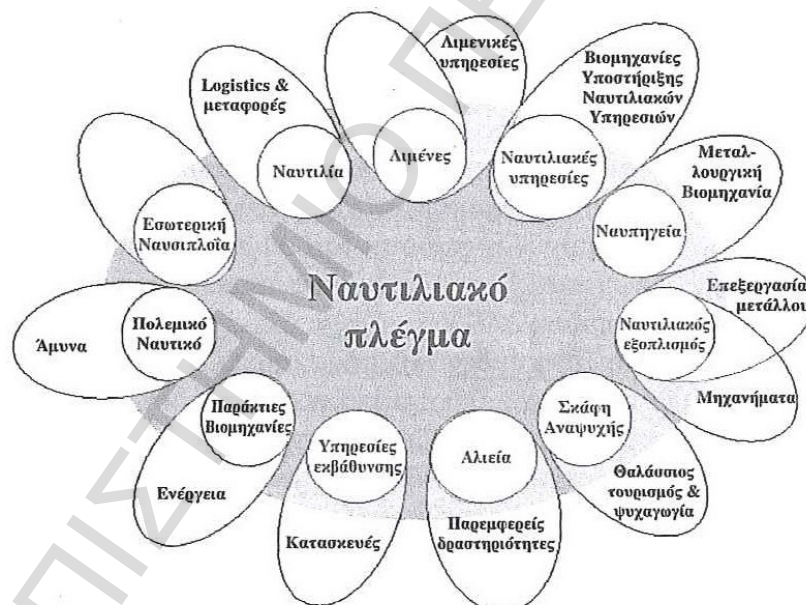 Λιμενικές
υπηρεσίες
Βιομηχανίες
Υποστήριξης
Ναυτιλιακών
Υπηρεσιών
Logistics &
μεταφορές
Μεταλ-
λουργική
Βιομηχανία
Ναυτιλία
Λιμένες
Ναυτιλιακές
υπηρεσίες
Εσωτερική
Ναυσιπλοΐα
Ναυπηγεία
Ναυτιλιακό
πλέγμα
Επεξεργασία
μετάλλου
Άμυνα
Πολεμικό
Ναυτικό
Ναυτιλιακός
εξοπλισμός
Μηχανήματα
Παράκτιες
Βιομηχανίες
Υπηρεσίες
εκβάθυνσης
Αλιεία
Σκάφη
Αναψυχής
Ενέργεια
Κατασκευές
Παρεμφερείς
δραστηριότητες
Θαλάσσιος
τουρισμός &
ψυχαγωγία
ΠΙΣΤΗΜΙΟ ΠΕ